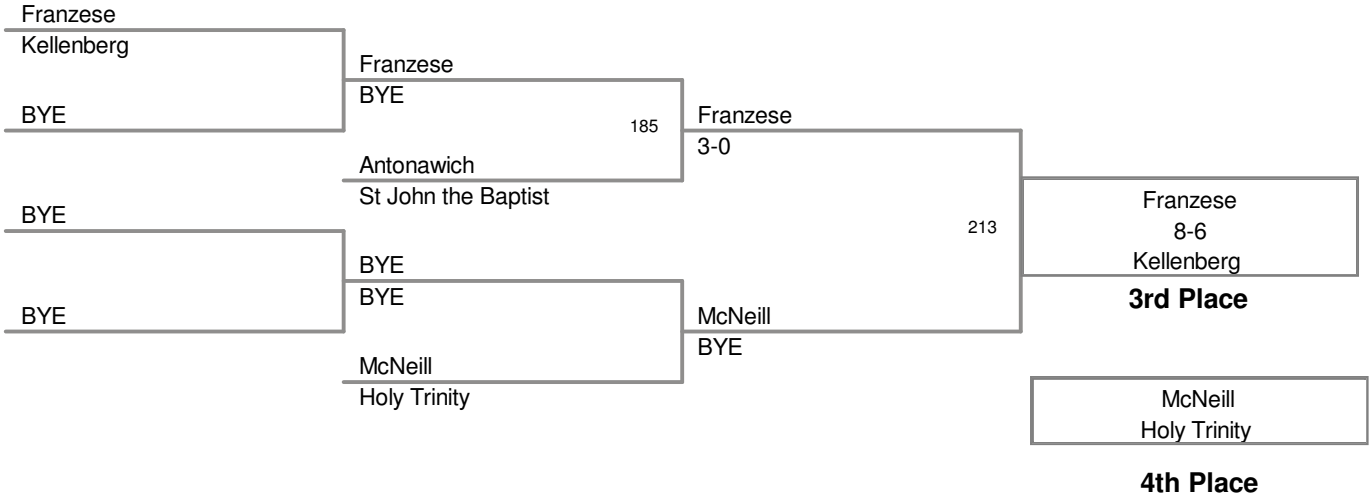 Franzese
Kellenberg
BYE
BYE
BYE
Franzese
BYE
185
Antonawich
St John the Baptist
BYE
BYE
McNeill
Holy Trinity
Franzese
3-0
213
McNeill
BYE
Franzese
8-6
Kellenberg
3rd Place
McNeill
Holy Trinity
4th Place